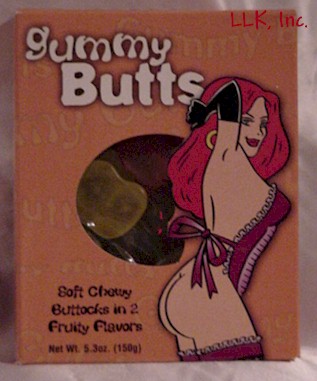 LLK, Inc.
gummy
Butts
Soft Chewy
Buttocks in 2
Fruity Flavors
Net Wt. 5.3oz. (150g)